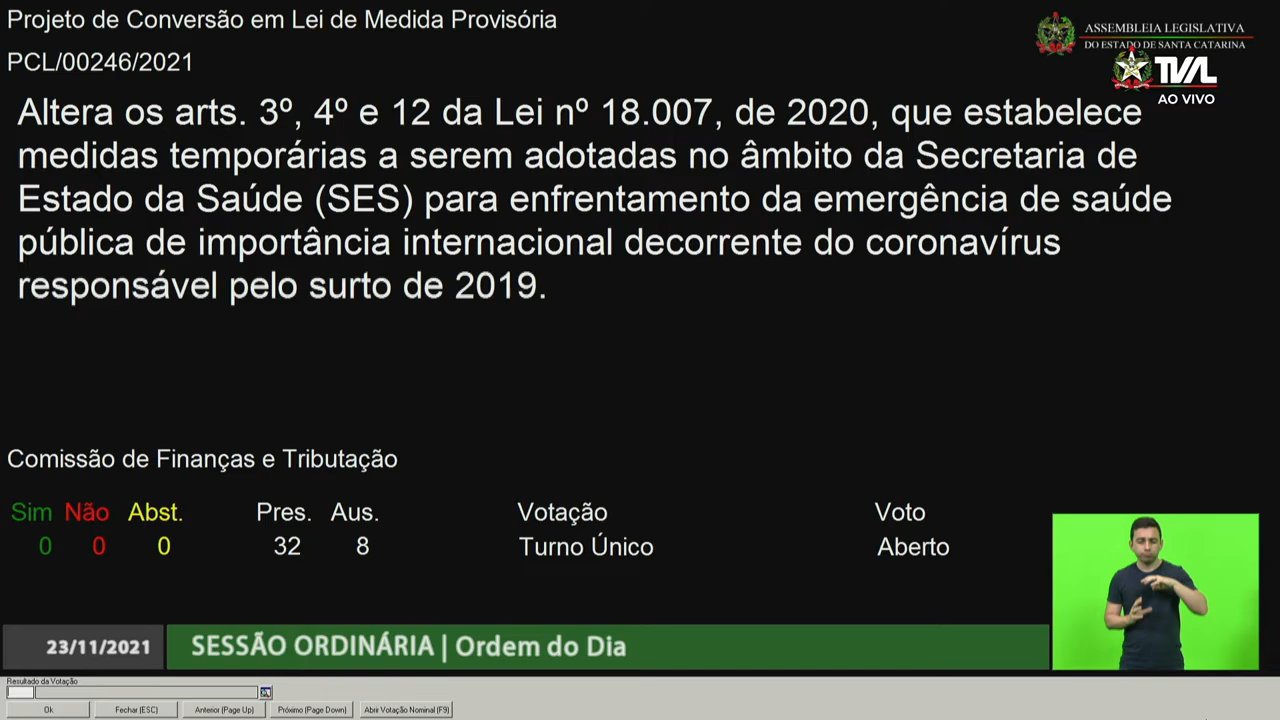 Projeto de Conversão em Lei de Medida Provisória
PCL/00246/2021
ASSEMBLEIA LEGISLATIVA
DO ESTADO DE SANTA CATARINA
TVAL
AO VIVO
Altera os arts. 3º, 4º e 12 da Lei nº 18.007, de 2020, que estabelece
medidas temporárias a serem adotadas no âmbito da Secretaria de
Estado da Saúde (SES) para enfrentamento da emergência de saúde
pública de importância internacional decorrente do coronavírus
responsável pelo surto de 2019.
Comissão de Finanças e Tributação
Sim Não Abst. Pres. Aus. Votação Voto
0 0 0 32 8 Turno Único Aberto
23/11/2021 SESSÃO ORDINÁRIA | Ordem do Dia
Resultado da Votação
Ok Fechar (ESC) Anterior (Page Up) Próximo (Page Down) Abrir Votação Nominal (F9)